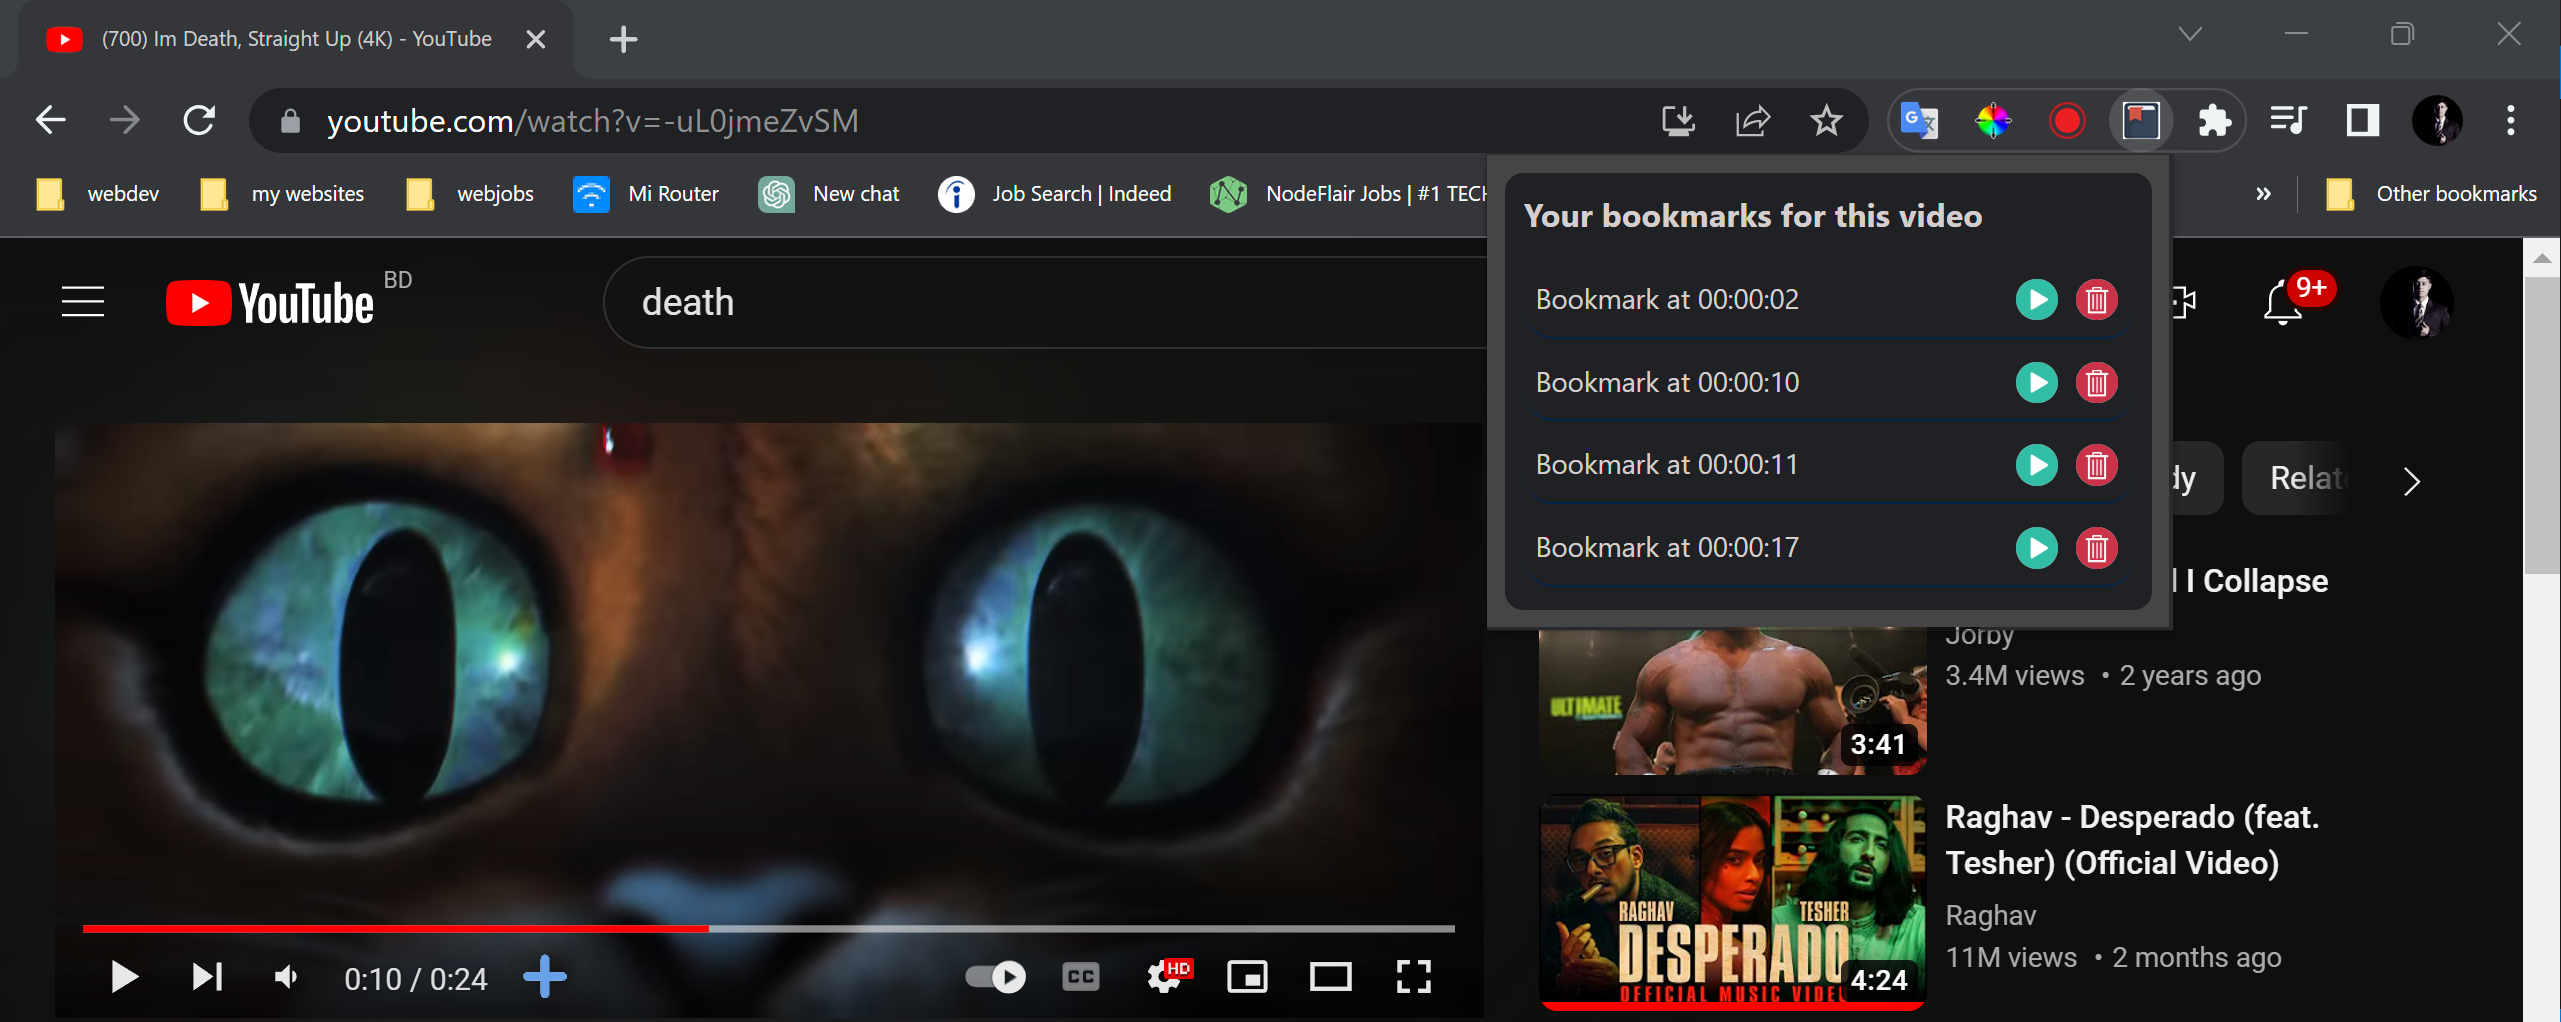 (700) Im Death, Straight Up (4K) - YouTube
youtube.com/watch?v=-uL0jmeZvSM
webdev
my websites
webjobs
Mi Router
New chat
Job Search | Indeed
NodeFlair Jobs | #1 TECH
»
Other bookmarks
YouTube BD
death
9+
Your bookmarks for this video
Bookmark at 00:00:02
Bookmark at 00:00:10
Bookmark at 00:00:11
Bookmark at 00:00:17
dy
Relat
I Collapse
Jorby
3.4M views • 2 years ago
ULTIMATE
3:41
Raghav - Desperado (feat.
Tesher) (Official Video)
Raghav
11M views • 2 months ago
RAGHAV TESHER
DESPERADO
OFFICIAL MUSIC VIDEO
4:24
0:10 / 0:24
CC
HD